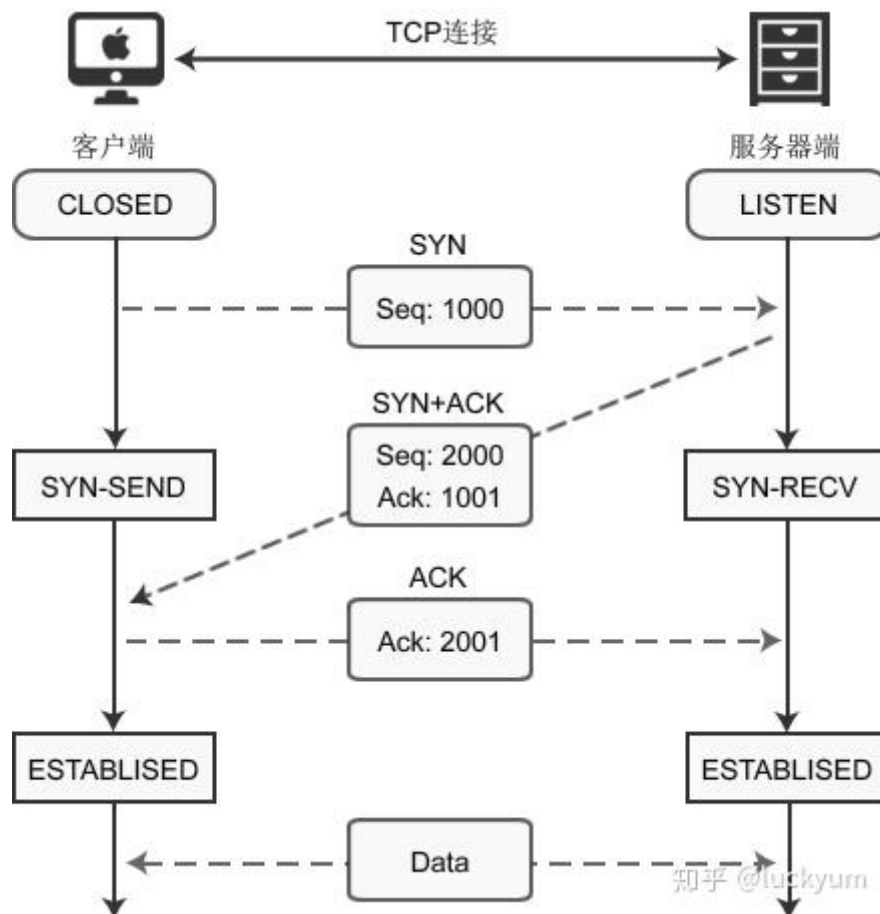 TCP连接
客户端
服务器端
CLOSED
LISTEN
SYN
Seq: 1000
SYN+ACK
Seq: 2000
Ack: 1001
SYN-SEND
SYN-RECV
ACK
Ack: 2001
ESTABLISED
ESTABLISED
Data
知乎 @luckyum